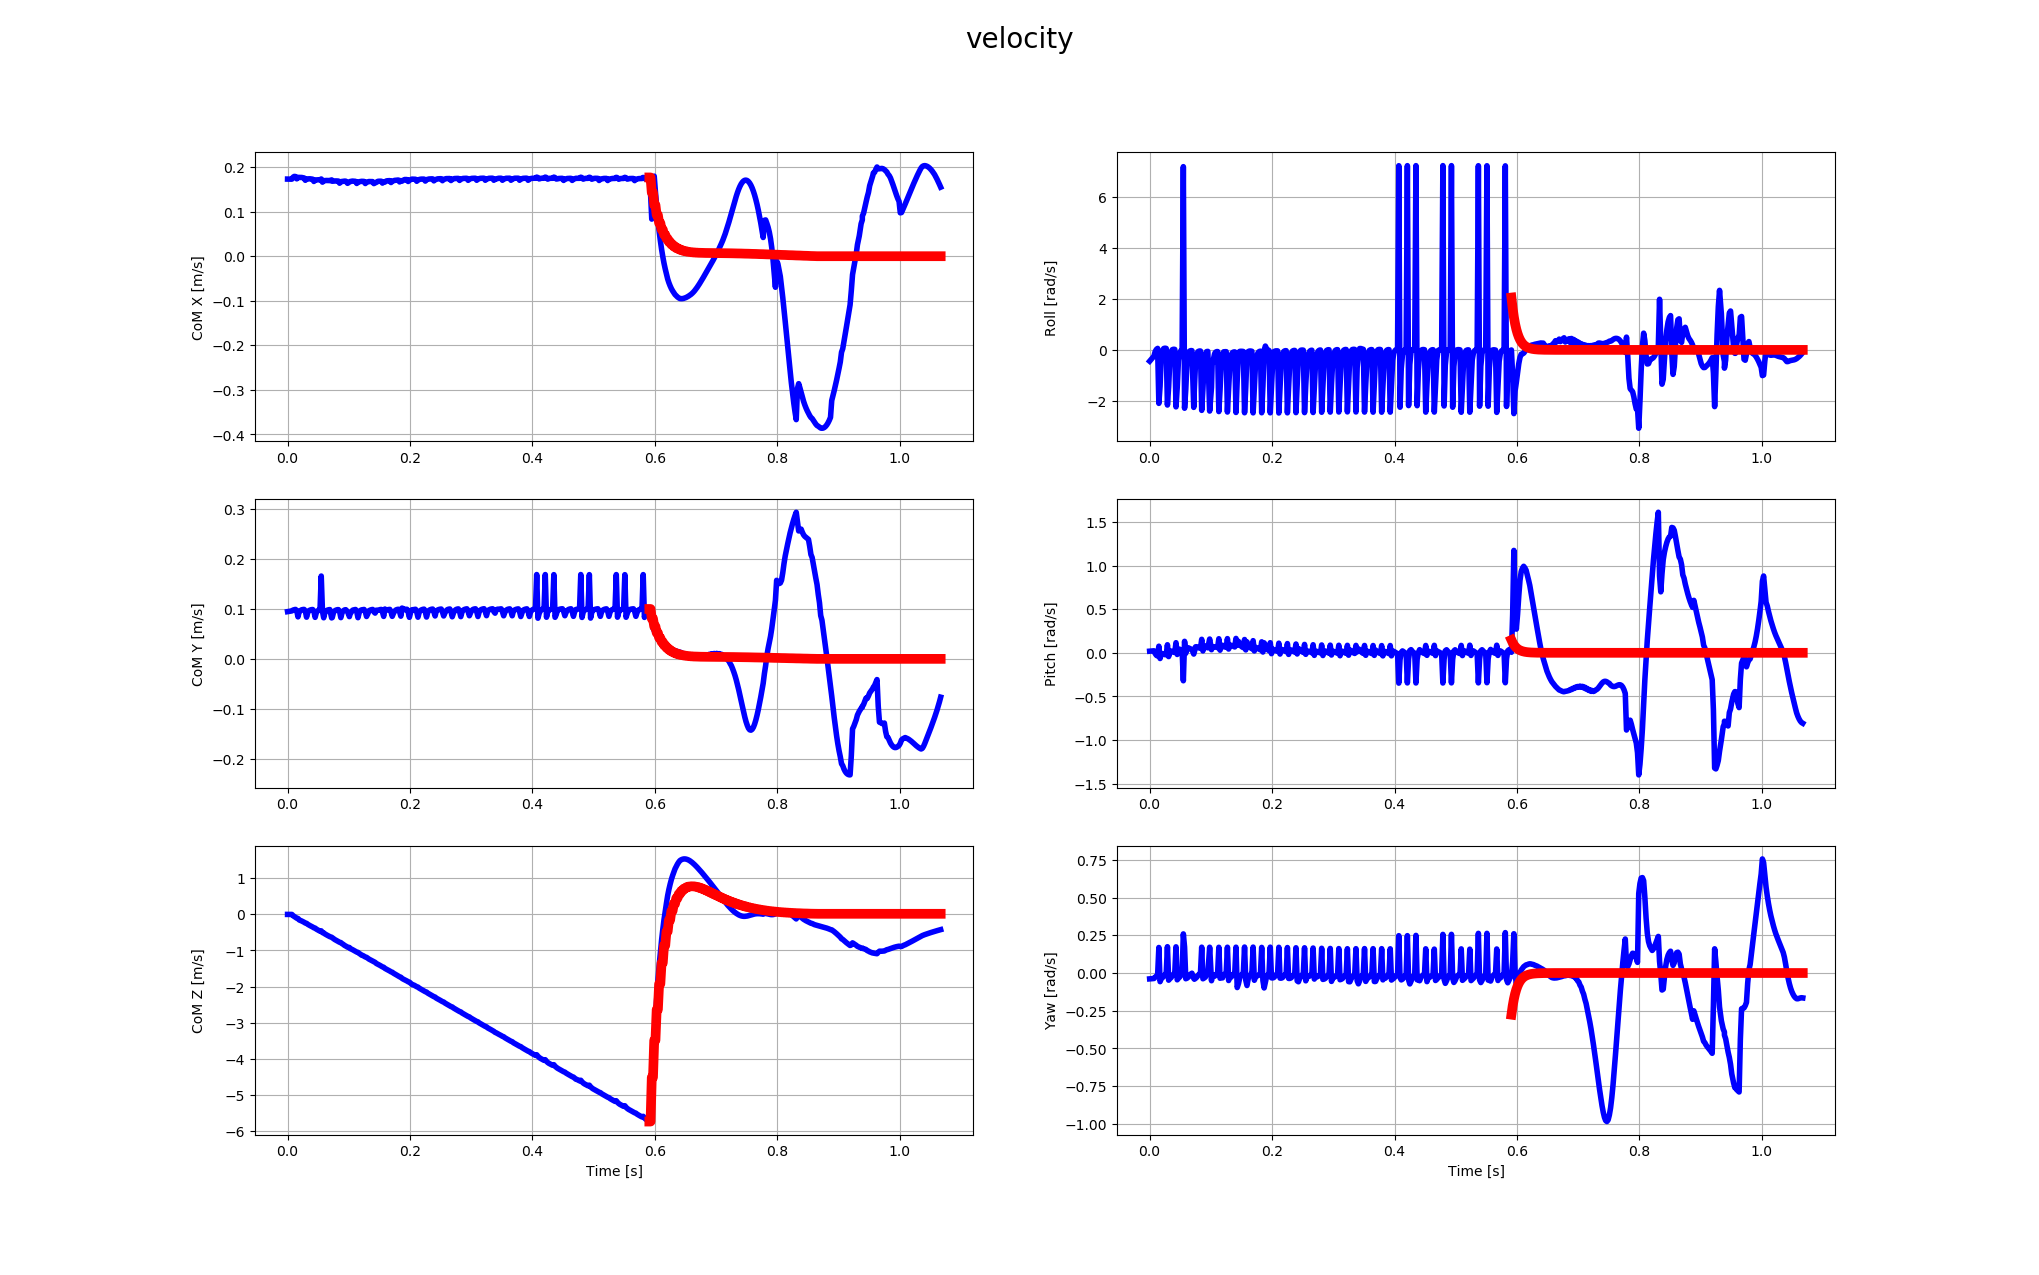 velocity
CoM X [m/s]
0.2
0.1
0.0
−0.1
−0.2
−0.3
−0.4
0.0 0.2 0.4 0.6 0.8 1.0
Roll [rad/s]
6
4
2
0
−2
0.0 0.2 0.4 0.6 0.8 1.0
CoM Y [m/s]
0.3
0.2
0.1
0.0
−0.1
−0.2
0.0 0.2 0.4 0.6 0.8 1.0
Pitch [rad/s]
1.5
1.0
0.5
0.0
−0.5
−1.0
−1.5
0.0 0.2 0.4 0.6 0.8 1.0
CoM Z [m/s]
1
0
−1
−2
−3
−4
−5
−6
0.0 0.2 0.4 0.6 0.8 1.0
Time [s]
Yaw [rad/s]
0.75
0.50
0.25
0.00
−0.25
−0.50
−0.75
−1.00
0.0 0.2 0.4 0.6 0.8 1.0
Time [s]